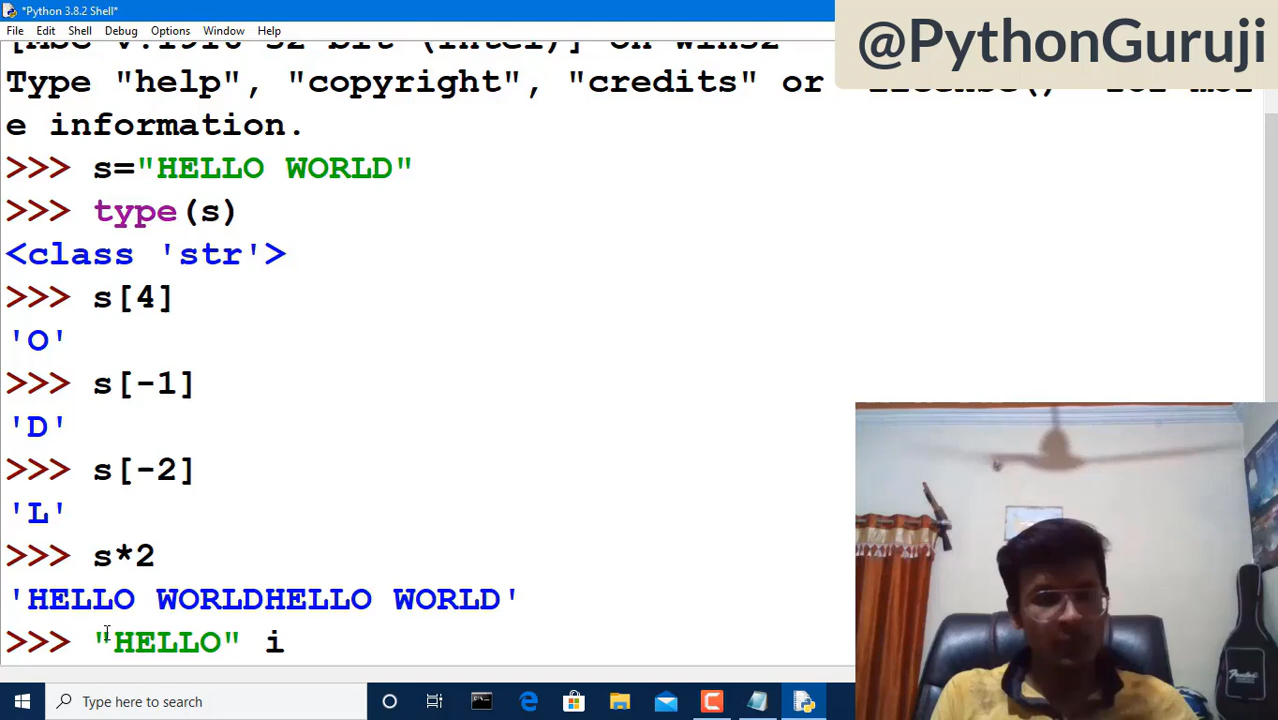 *Python 3.8.2 Shell*
File Edit Shell Debug Options Window Help
@PythonGuruji
Type "help", "copyright", "credits" or
e information.
>>> s="HELLO WORLD"
>>> type(s)
<class 'str'>
>>> s[4]
'O'
>>> s[-1]
'D'
>>> s[-2]
'L'
>>> s*2
'HELLO WORLDHELLO WORLD'
>>> "HELLO" i
Fender
Type here to search